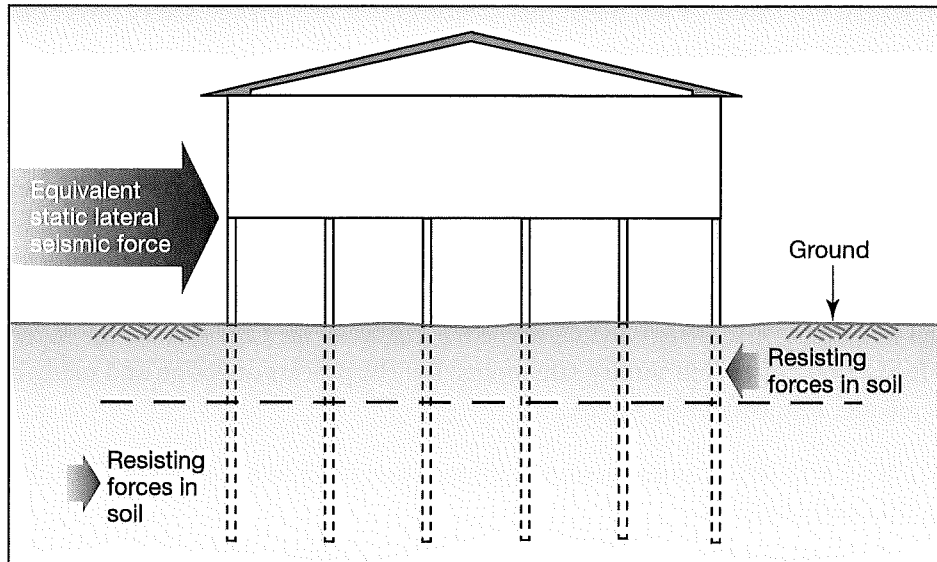 Equivalent
static lateral
seismic force
Ground
Resisting
forces in soil
Resisting
forces in
soil